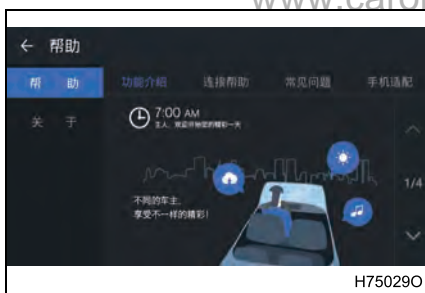 www.caro
← 帮助
帮 助 功能介绍 连接帮助 常见问题 手机适配
关 于
7:00 AM
主人，欢迎开始您的精彩一天
1/4
不同的车主，
享受不一样的精彩！
H75029O